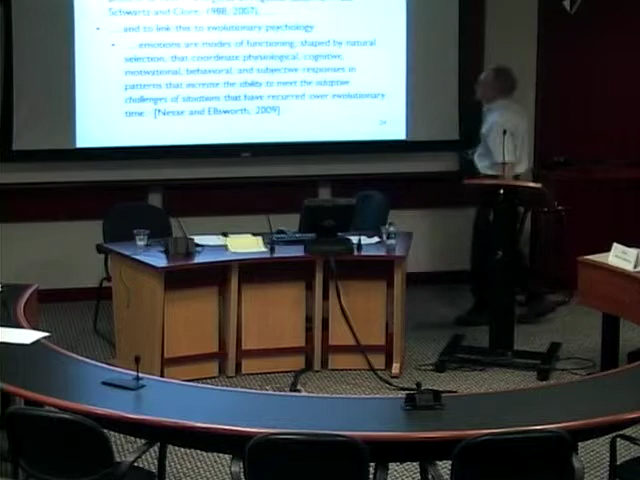 Schwartz and Clore, 1988, 2007).
...and to link this to evolutionary psychology
...emotions are modes of functioning, shaped by natural
selection, that coordinate physiological, cognitive,
motivational, behavioral, and subjective responses in
patterns that increase the ability to meet the adaptive
challenges of situations that have recurred over evolutionary
time. [Nesse and Ellsworth, 2009]